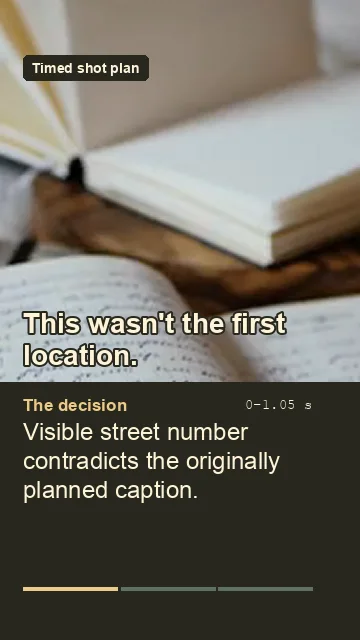 Timed shot plan
This wasn't the first
location.
The decision
0–1.05 s
Visible street number
contradicts the originally
planned caption.